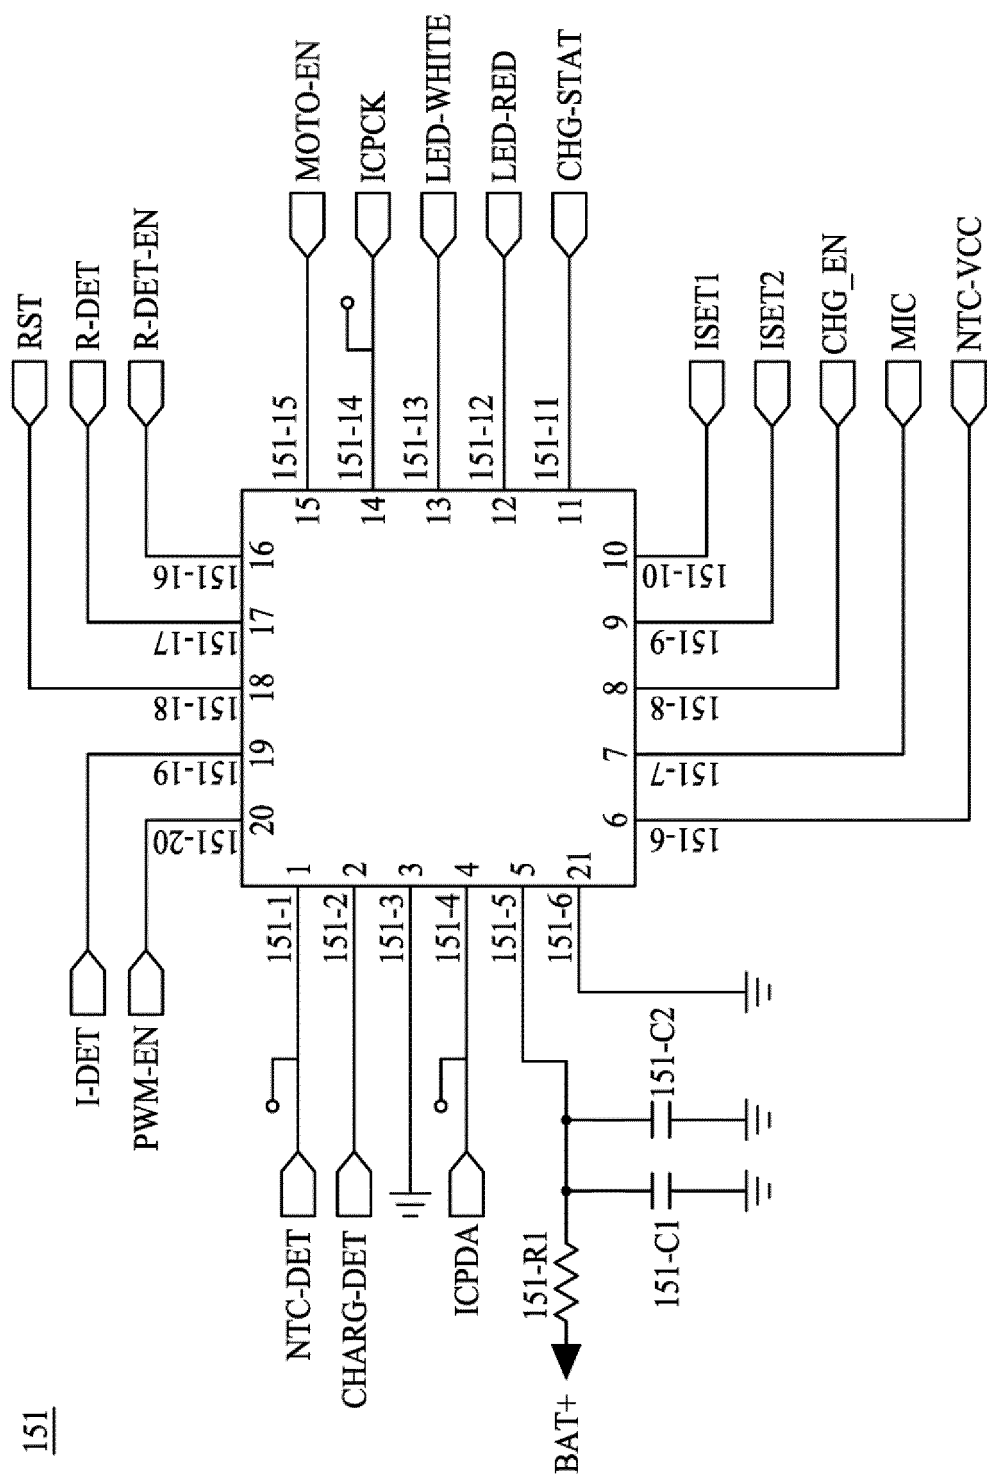 151
I-DET
PWM-EN
RST
R-DET
R-DET-EN
151-20
151-19
151-18
151-17
151-16
20
19
18
17
16
NTC-DET
CHARG-DET
ICPDA
BAT+
151-R1
151-C1
151-C2
151-1
151-2
151-3
151-4
151-5
151-6
1
2
3
4
5
21
15
14
13
12
11
151-15
151-14
151-13
151-12
151-11
MOTO-EN
ICPCK
LED-WHITE
LED-RED
CHG-STAT
6
7
8
9
10
151-6
151-7
151-8
151-9
151-10
ISET1
ISET2
CHG_EN
MIC
NTC-VCC